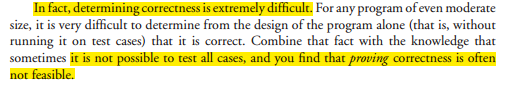 In fact, determining correctness is extremely difficult. For any program of even moderate
size, it is very difficult to determine from the design of the program alone (that is, without
running it on test cases) that it is correct. Combine that fact with the knowledge that
sometimes it is not possible to test all cases, and you find that proving correctness is often
not feasible.